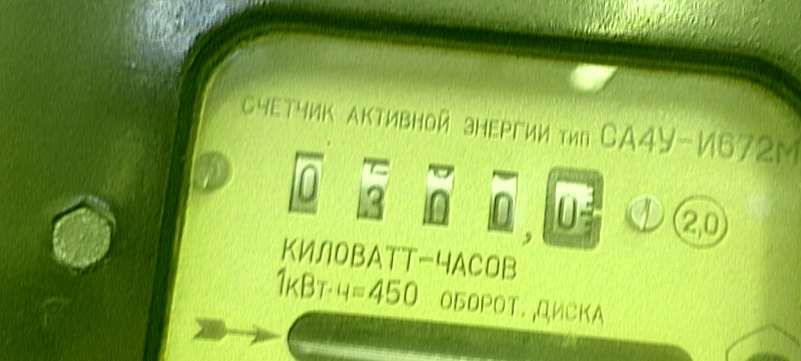 СЧЕТЧИК АКТИВНОЙ ЭНЕРГИИ ТИП СА4У-И672М
0 3 0 0, 0 2,0
КИЛОВАТТ-ЧАСОВ
1кВт·ч=450 ОБОРОТ. ДИСКА